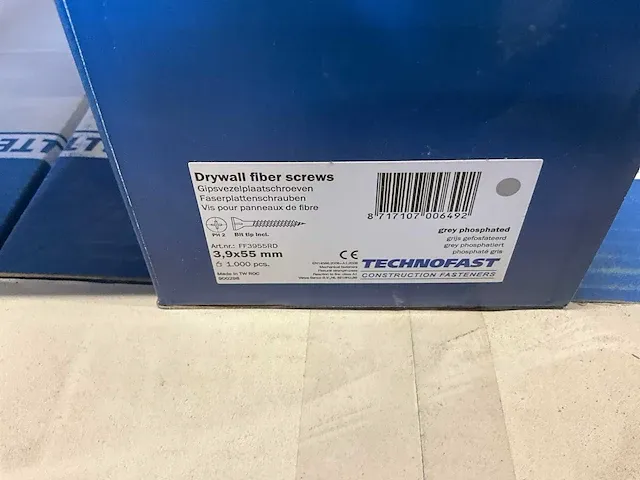 Drywall fiber screws
Gipsvezelplaatschroeven
Faserplattenschrauben
Vis pour panneaux de fibre
PH 2 Bit tip incl.
Art.nr.: FF3955RD
3,9x55 mm
1.000 pcs.
Made in TW ROC
900298
8 717107 006492
CE
grey phosphated
grijs gefosfateerd
grey phosphatiert
phosphaté gris
TECHNOFAST
CONSTRUCTION FASTENERS